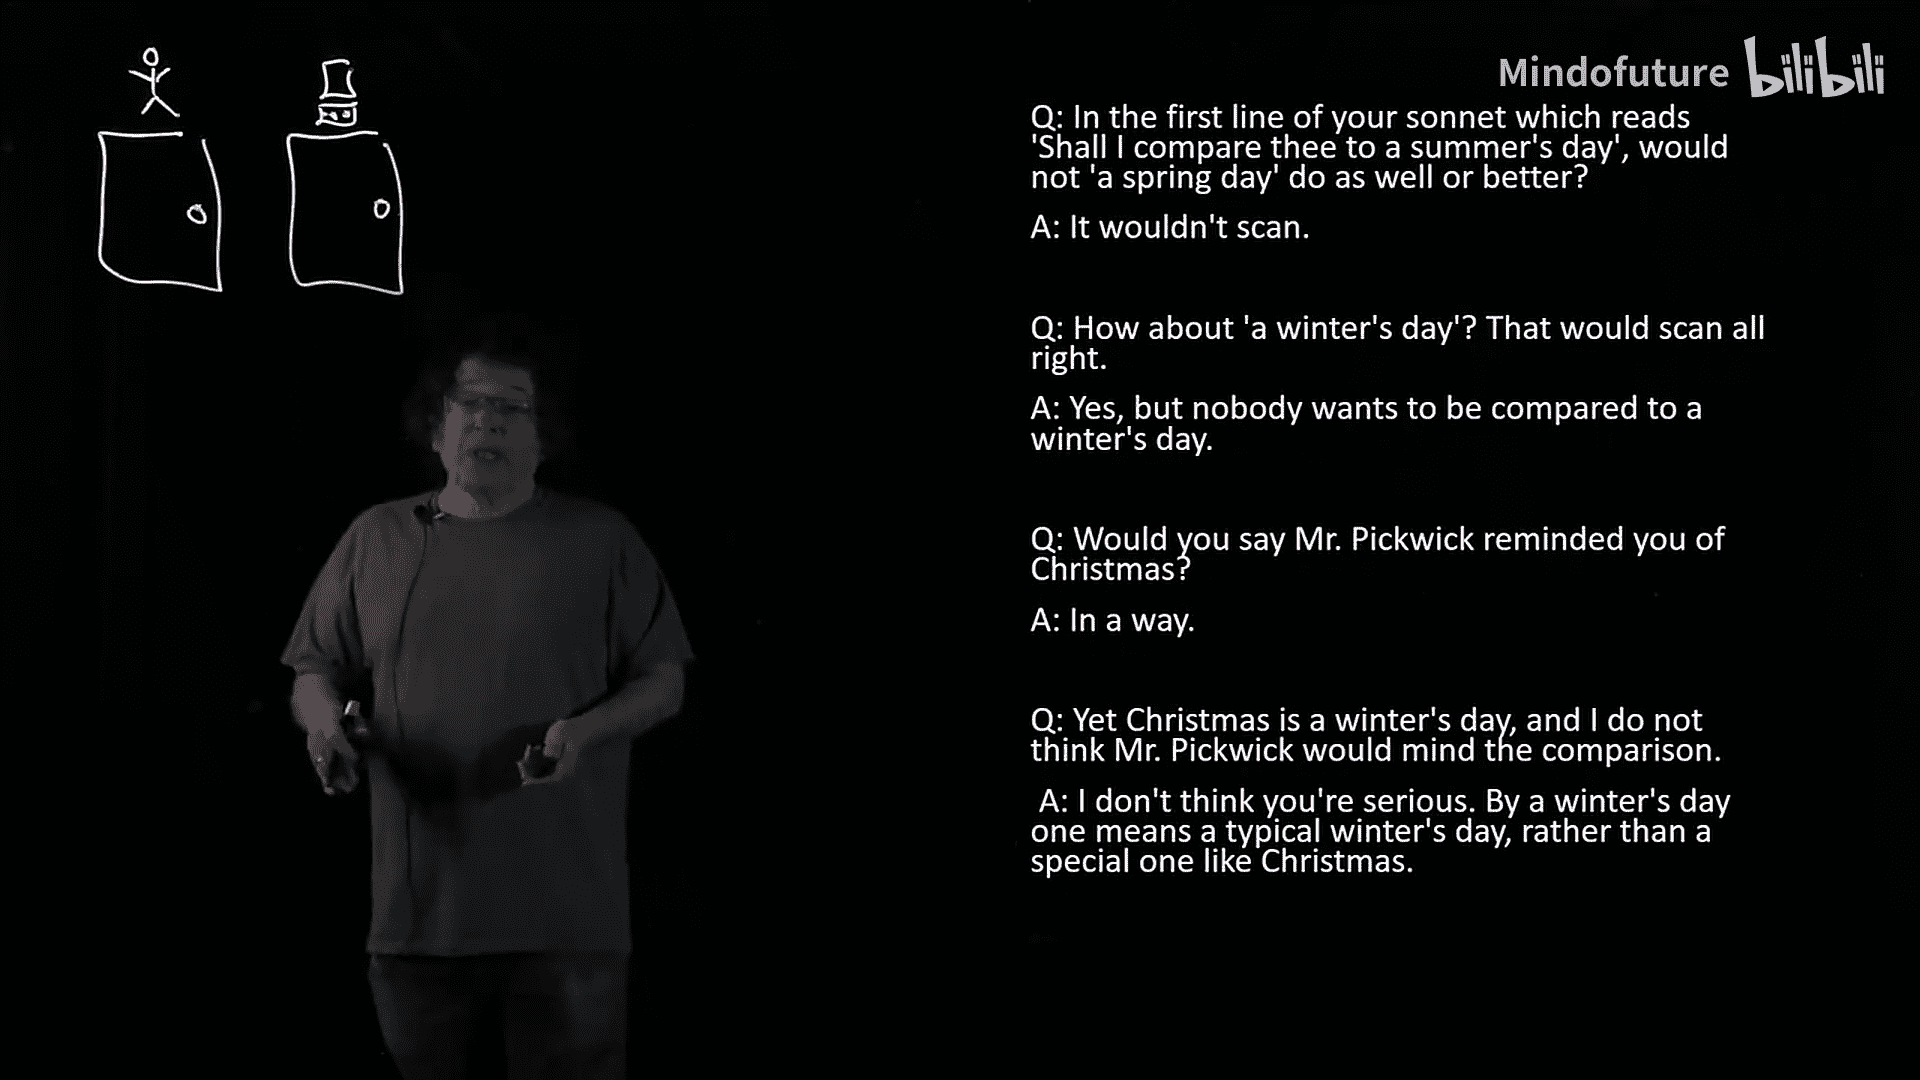 Mindofuture bilibili
Q: In the first line of your sonnet which reads
'Shall I compare thee to a summer's day', would
not 'a spring day' do as well or better?
A: It wouldn't scan.
Q: How about 'a winter's day'? That would scan all
right.
A: Yes, but nobody wants to be compared to a
winter's day.
Q: Would you say Mr. Pickwick reminded you of
Christmas?
A: In a way.
Q: Yet Christmas is a winter's day, and I do not
think Mr. Pickwick would mind the comparison.
A: I don't think you're serious. By a winter's day
one means a typical winter's day, rather than a
special one like Christmas.